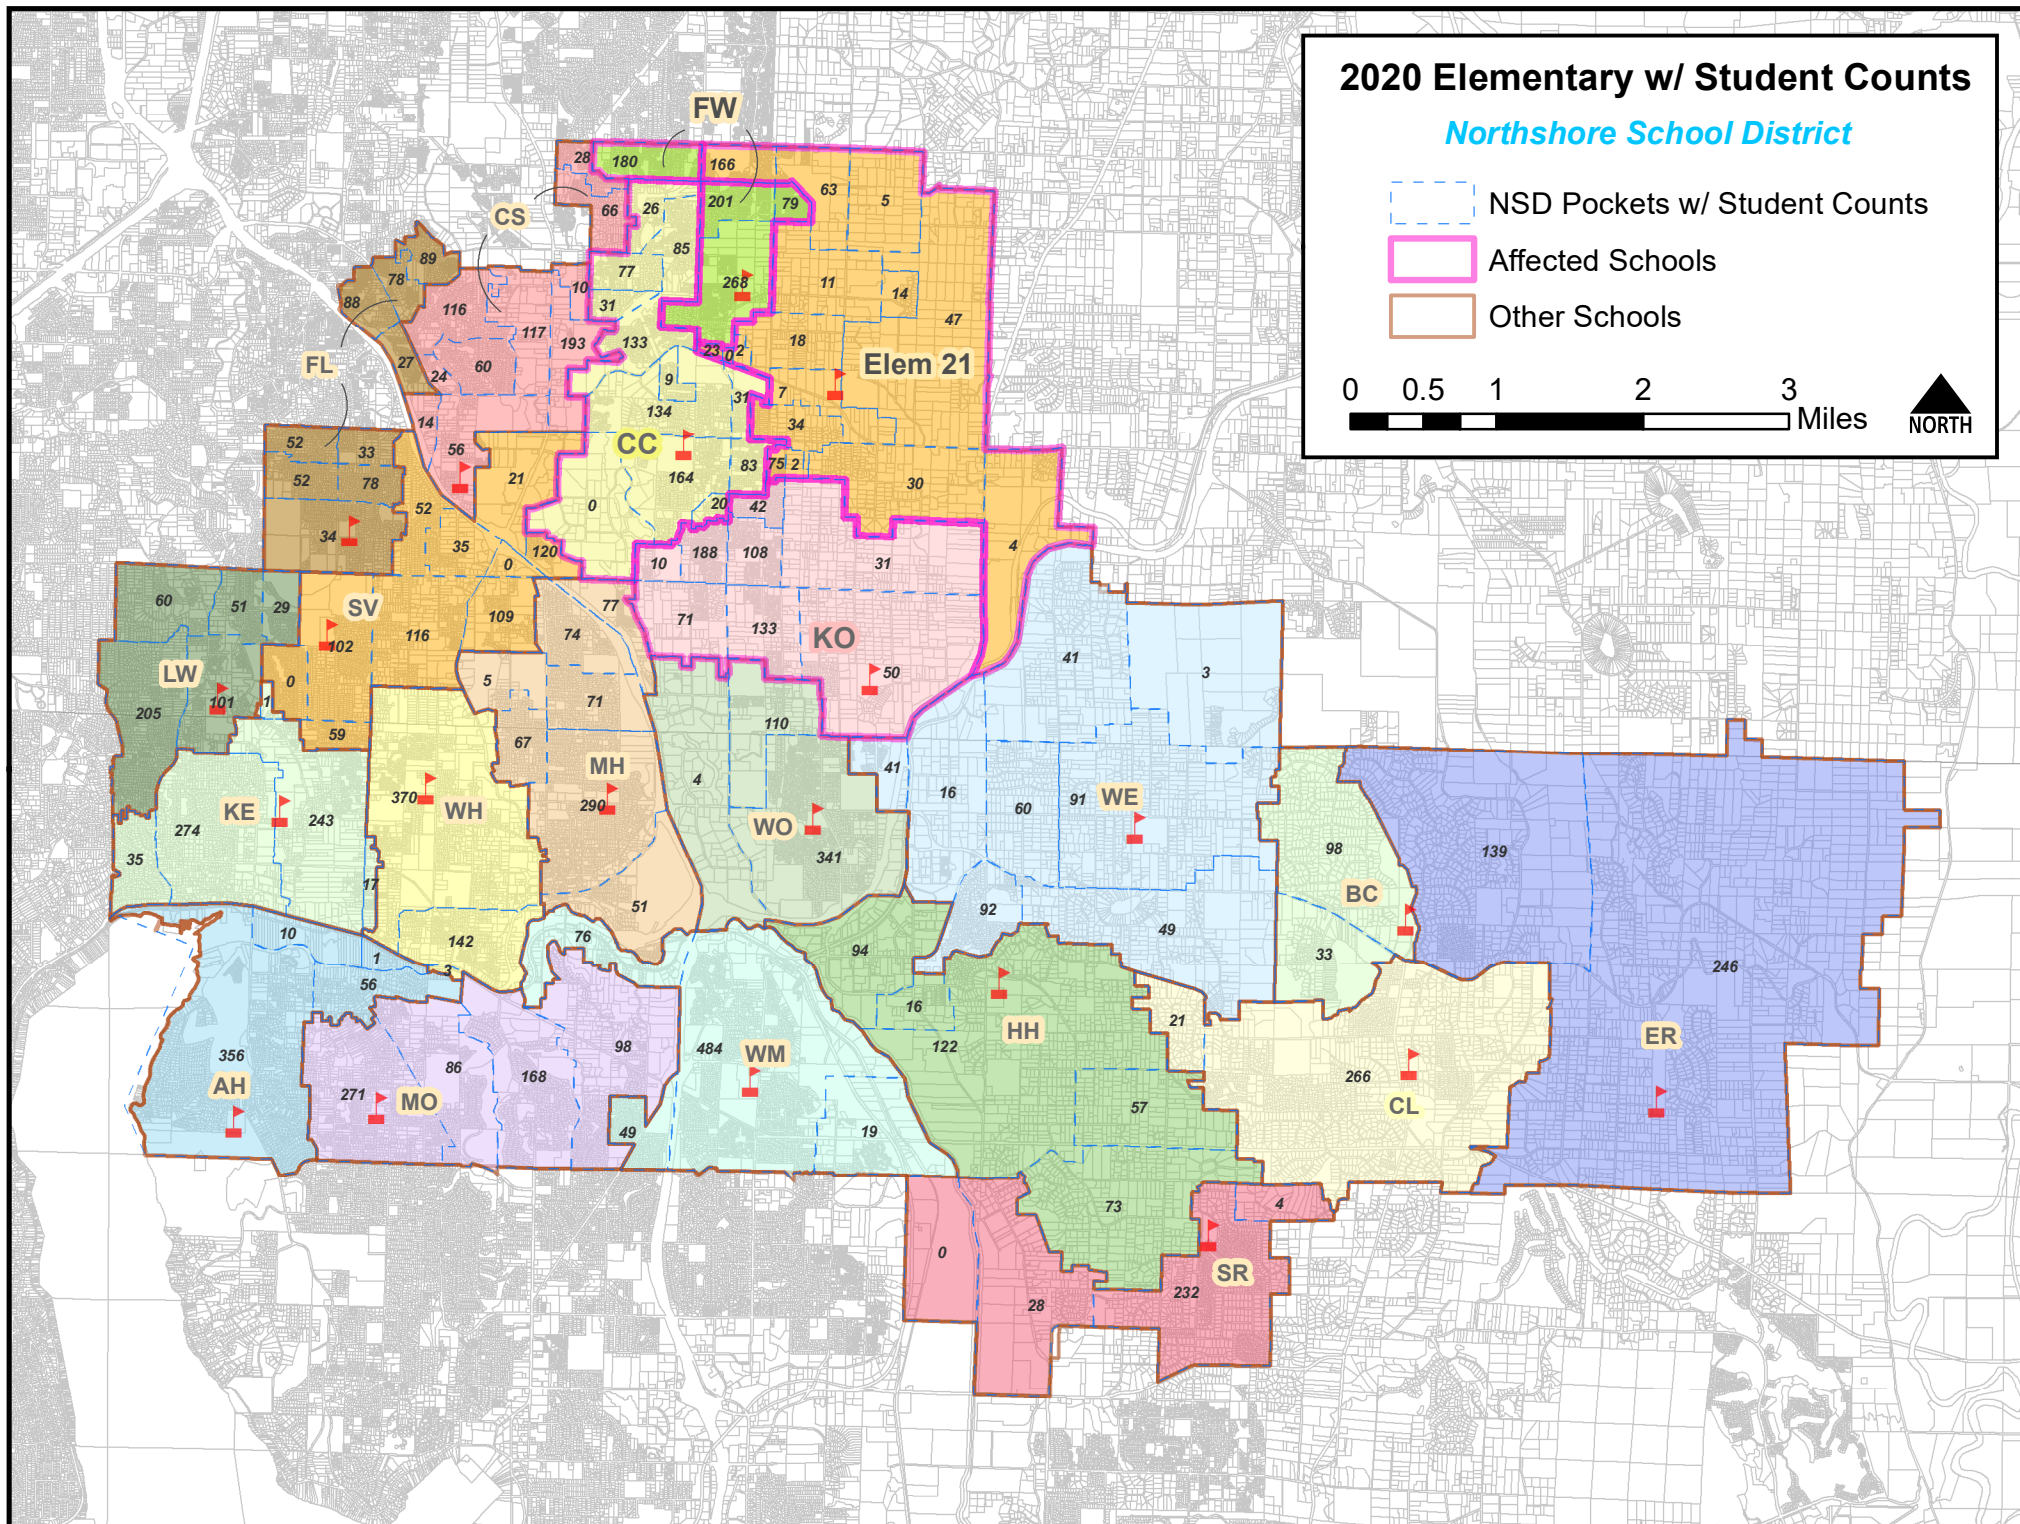 2020 Elementary w/ Student Counts
Northshore School District
NSD Pockets w/ Student Counts
Affected Schools
Other Schools
0 0.5 1 2 3
Miles
NORTH
FW
28 180 166
63 5
CS 66 26 201 79
85
89
78 77 268 11 14
88 116 10 31 47
117 193 133 18
23 0 2
FL 27 24 60 9 Elem 21
134 31 7
14 34
52 33 56 CC
52 78 21 164 83 75 2
30
52 0 20 42
34 35 120 188 108 31 4
0 10
60 51 29 SV 109 77
102 116 74 71 133 KO
41
LW 101 1 0 5 71 50 3
205 59 67 110
MH 4 41
KE 370 WH 290 16 60 91 WE
274 243 WO
35 341 98 139
17 BC
51 92 49
10 142 76 94
1 3 33 246
56
16 21
356 98 484 WM 122 HH ER
AH 271 MO 86 168 266
57 CL
49 19
73 4
0 SR
28 232